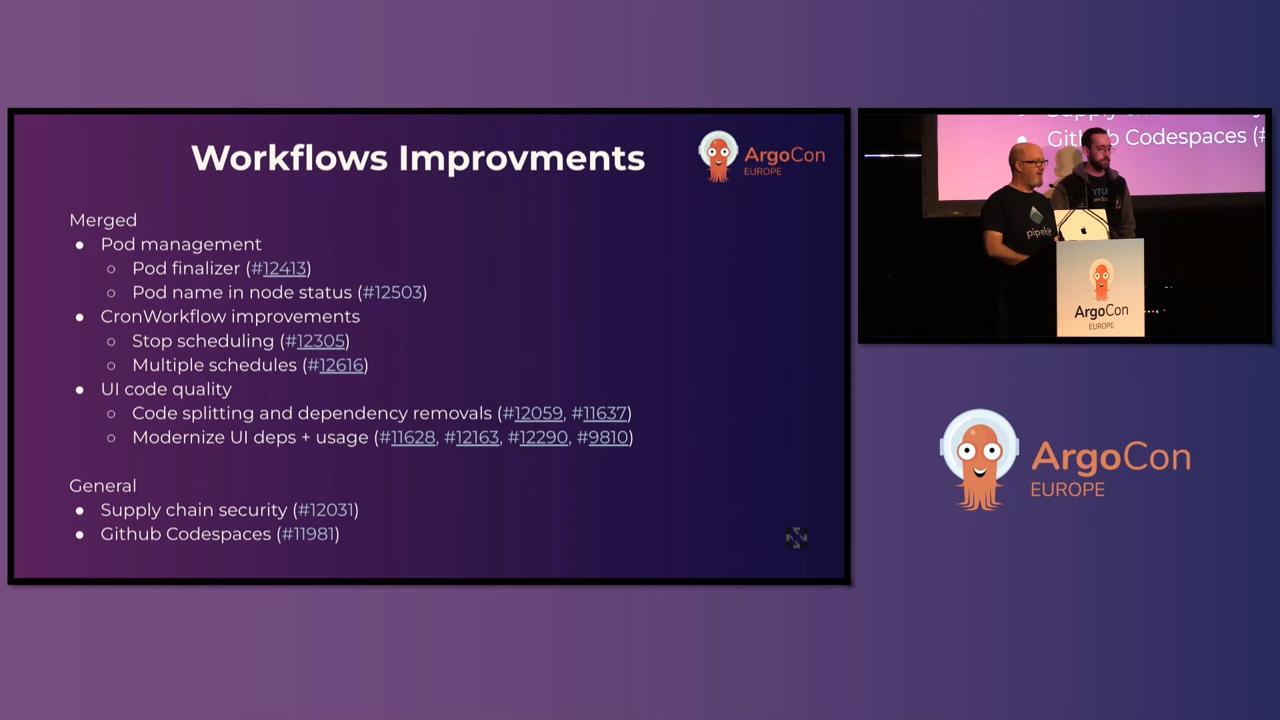 Workflows Improvments
ArgoCon
EUROPE
Merged
● Pod management
○ Pod finalizer (#12413)
○ Pod name in node status (#12503)
● CronWorkflow improvements
○ Stop scheduling (#12305)
○ Multiple schedules (#12616)
● UI code quality
○ Code splitting and dependency removals (#12059, #11637)
○ Modernize UI deps + usage (#11628, #12163, #12290, #9810)
General
● Supply chain security (#12031)
● Github Codespaces (#11981)
● Github Codespaces (#
ArgoCon
EUROPE
ArgoCon
EUROPE